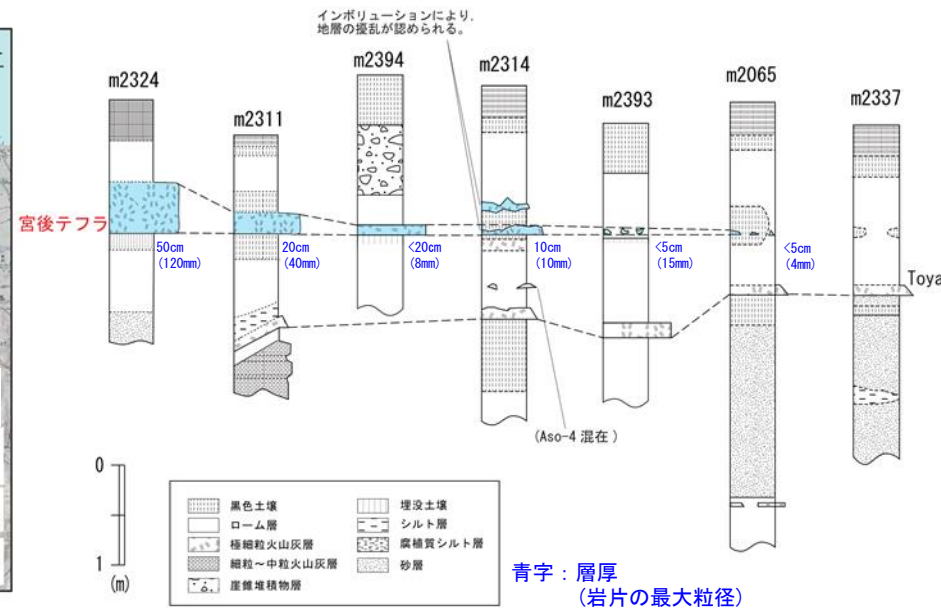 インボリューションにより,
地層の擾乱が認められる。
m2324
m2311
m2394
m2314
m2393
m2065
m2337
宮後テフラ
50cm
(120mm)
20cm
(40mm)
<20cm
(8mm)
10cm
(10mm)
<5cm
(15mm)
<5cm
(4mm)
Toya
(Aso-4 混在)
0
1
(m)
黒色土壌
ローム層
極細粒火山灰層
細粒～中粒火山灰層
崖錐堆積物層
埋没土壌
シルト層
腐植質シルト層
砂層
青字：層厚
(岩片の最大粒径)